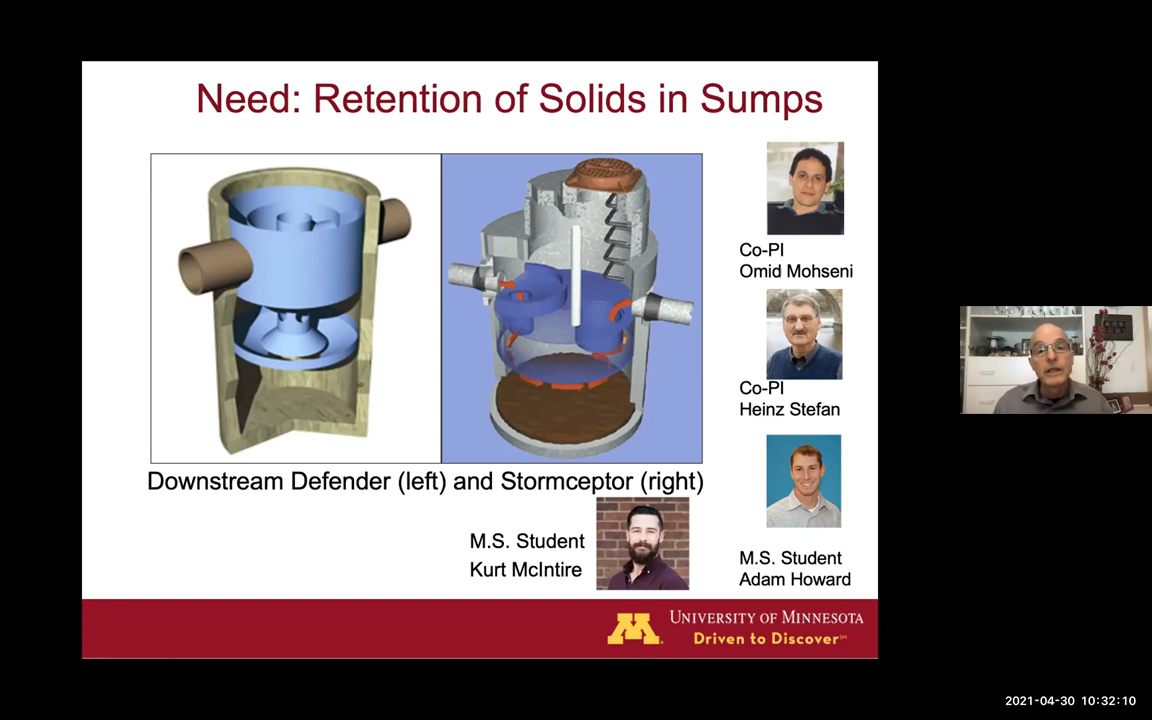 Need: Retention of Solids in Sumps
Co-PI
Omid Mohseni
Co-PI
Heinz Stefan
Downstream Defender (left) and Stormceptor (right)
M.S. Student
Kurt McIntire
M.S. Student
Adam Howard
UNIVERSITY OF MINNESOTA
Driven to Discover℠
2021-04-30 10:32:10